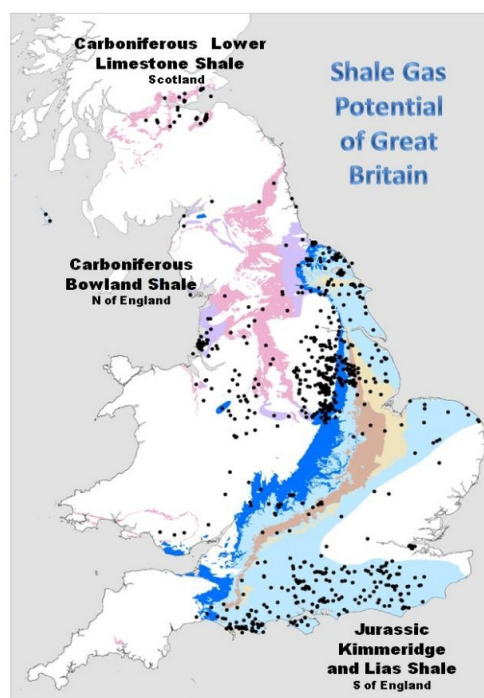 Carboniferous Lower
Limestone Shale
Scotland
Shale Gas
Potential
of Great
Britain
Carboniferous
Bowland Shale
N of England
Jurassic
Kimmeridge
and Lias Shale
S of England